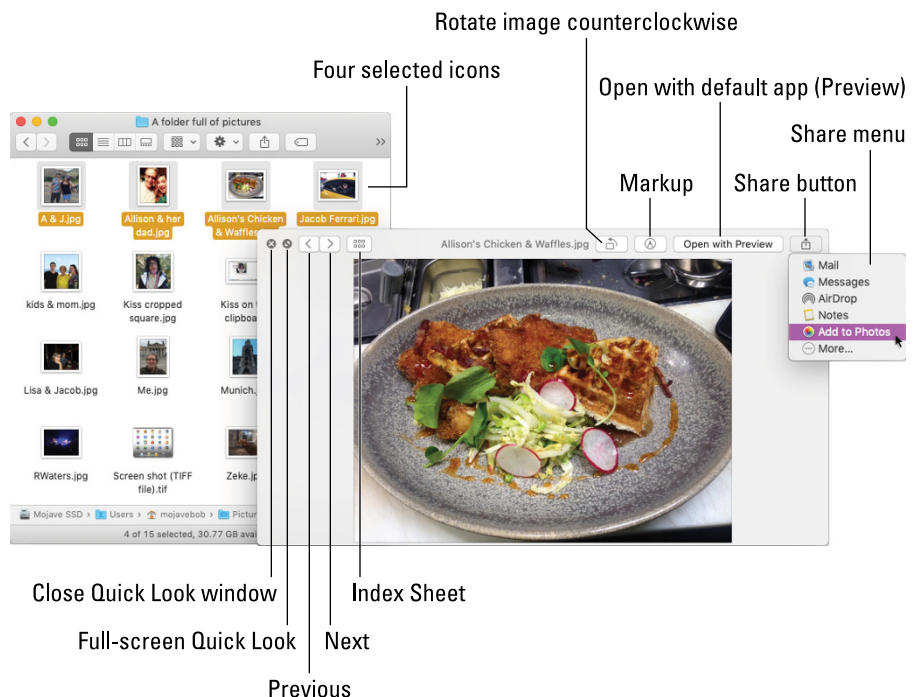 Rotate image counterclockwise
Four selected icons
Open with default app (Preview)
Share menu
Markup
Share button
A folder full of pictures
A & J.jpg
Allison & her
dad.jpg
Allison's Chicken
& Waffles
Jacob Ferrari.jpg
Allison's Chicken & Waffles.jpg
Open with Preview
Mail
Messages
AirDrop
Notes
Add to Photos
More...
kids & mom.jpg
Kiss cropped
square.jpg
Kiss on
clipboa
Lisa & Jacob.jpg
Me.jpg
Munich.
RWaters.jpg
Screen shot (TIFF
file).tif
Zeke.jp
Mojave SSD › Users › mojavebob › Pictur
4 of 15 selected, 30.77 GB avai
Close Quick Look window
Index Sheet
Full-screen Quick Look
Next
Previous